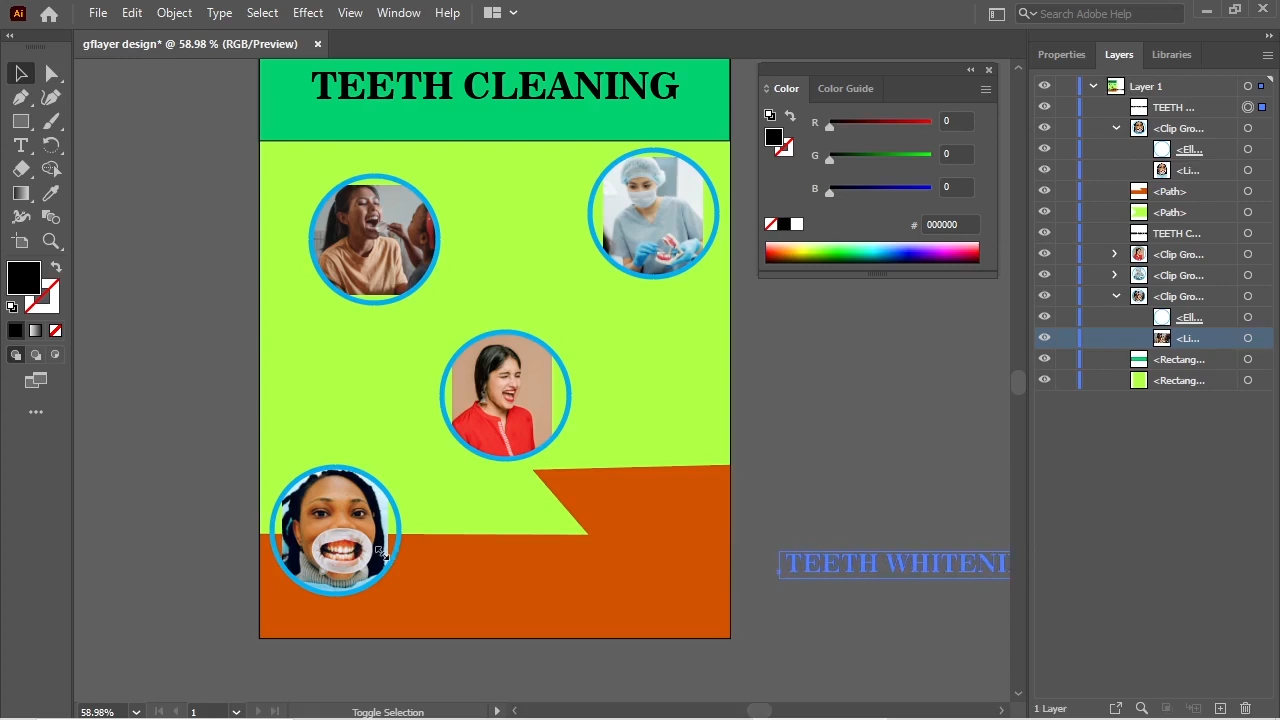 Ai
File Edit Object Type Select Effect View Window Help
Search Adobe Help
gflayer design* @ 58.98 % (RGB/Preview)
TEETH CLEANING
TEETH WHITENI
Color
Color Guide
R 0
G 0
B 0
# 000000
Properties
Layers
Libraries
Layer 1
TEETH ...
<Clip Gro...
<Ell...
<Li...
<Path>
<Path>
TEETH C...
<Clip Gro...
<Clip Gro...
<Clip Gro...
<Ell...
<Li...
<Rectang...
<Rectang...
58.98%
1
Toggle Selection
1 Layer